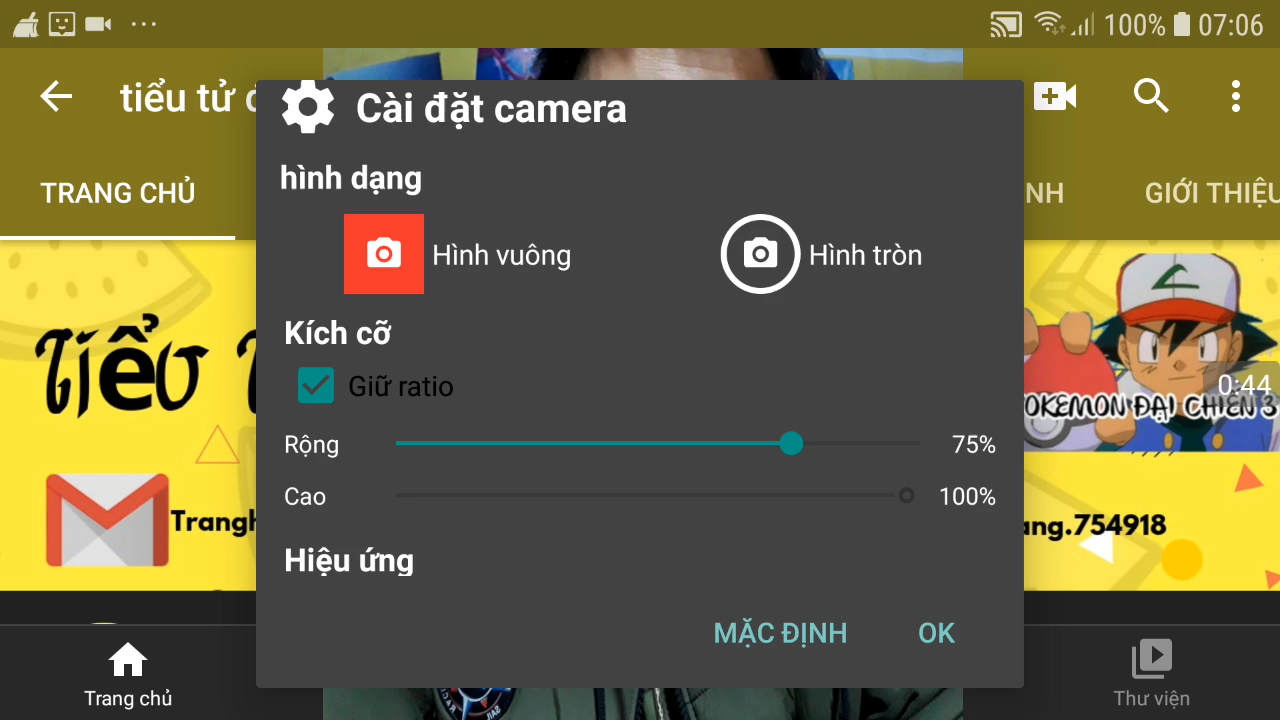 100% 07:06
tiểu tử
Cài đặt camera
TRANG CHỦ
NH
GIỚI THIỆU
hình dạng
Hình vuông
Hình tròn
Kích cỡ
Giữ ratio
Rộng 75%
Cao 100%
Hiệu ứng
MẶC ĐỊNH
OK
Tiểu
0:44
POKEMON ĐẠI CHIẾN 3
Trangh
ang.754918
Trang chủ
Thư viện